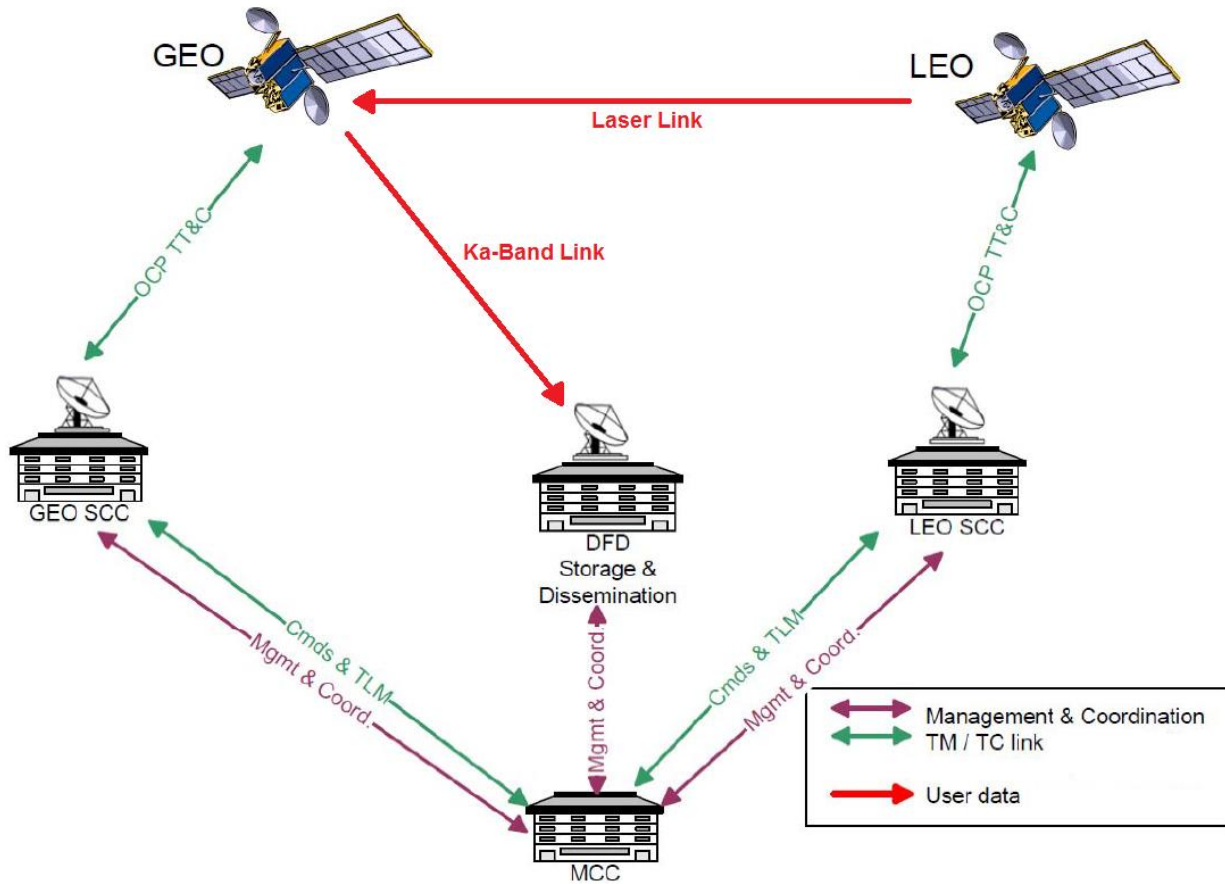 GEO
LEO
Laser Link
OCP TT&C
Ka-Band Link
OCP TT&C
GEO SCC
DFD
Storage &
Dissemination
LEO SCC
Cmds & TLM
Mgmt & Coord.
Mgmt & Coord.
Cmds & TLM
Mgmt & Coord.
Management & Coordination
TM / TC link
User data
MCC